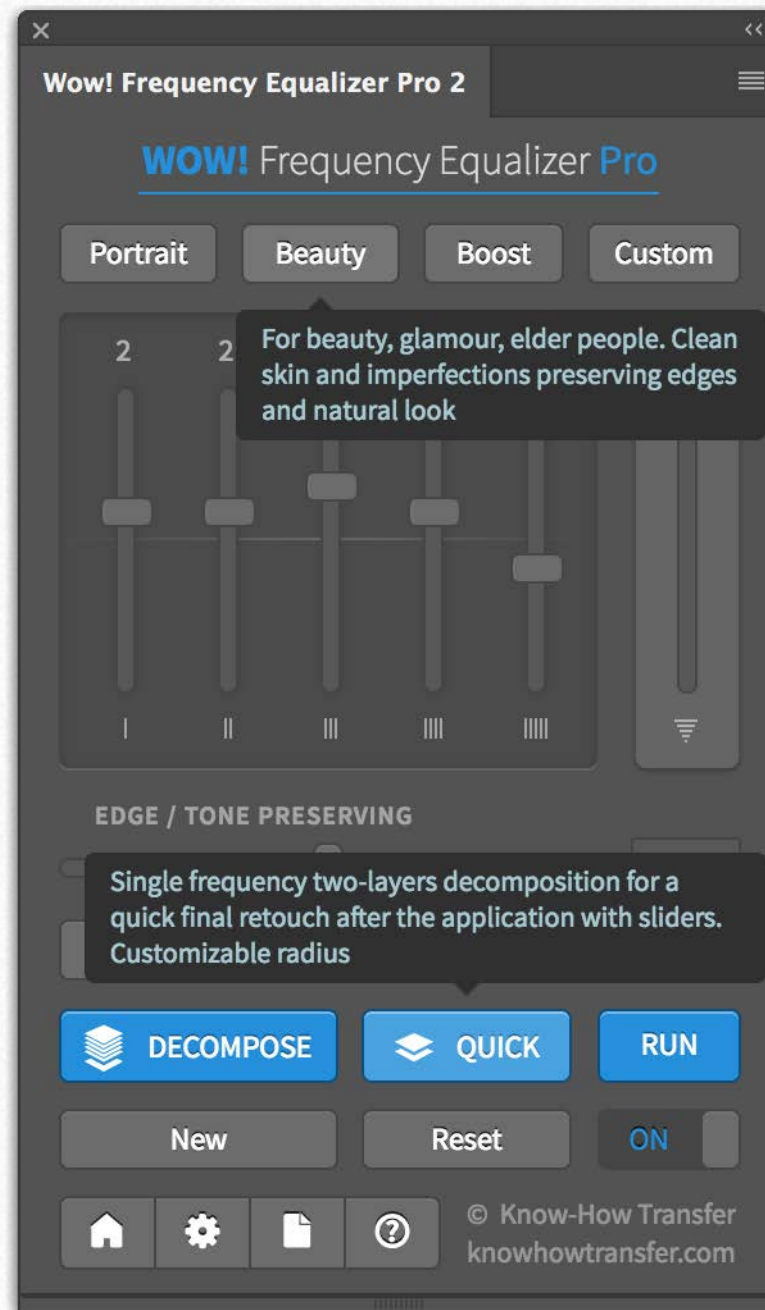 Wow! Frequency Equalizer Pro 2
WOW! Frequency Equalizer Pro
Portrait Beauty Boost Custom
2 2
For beauty, glamour, elder people. Clean
skin and imperfections preserving edges
and natural look
I II III IIII IIIII
EDGE / TONE PRESERVING
Single frequency two-layers decomposition for a
quick final retouch after the application with sliders.
Customizable radius
DECOMPOSE QUICK RUN
New Reset ON
© Know-How Transfer
knowhowtransfer.com